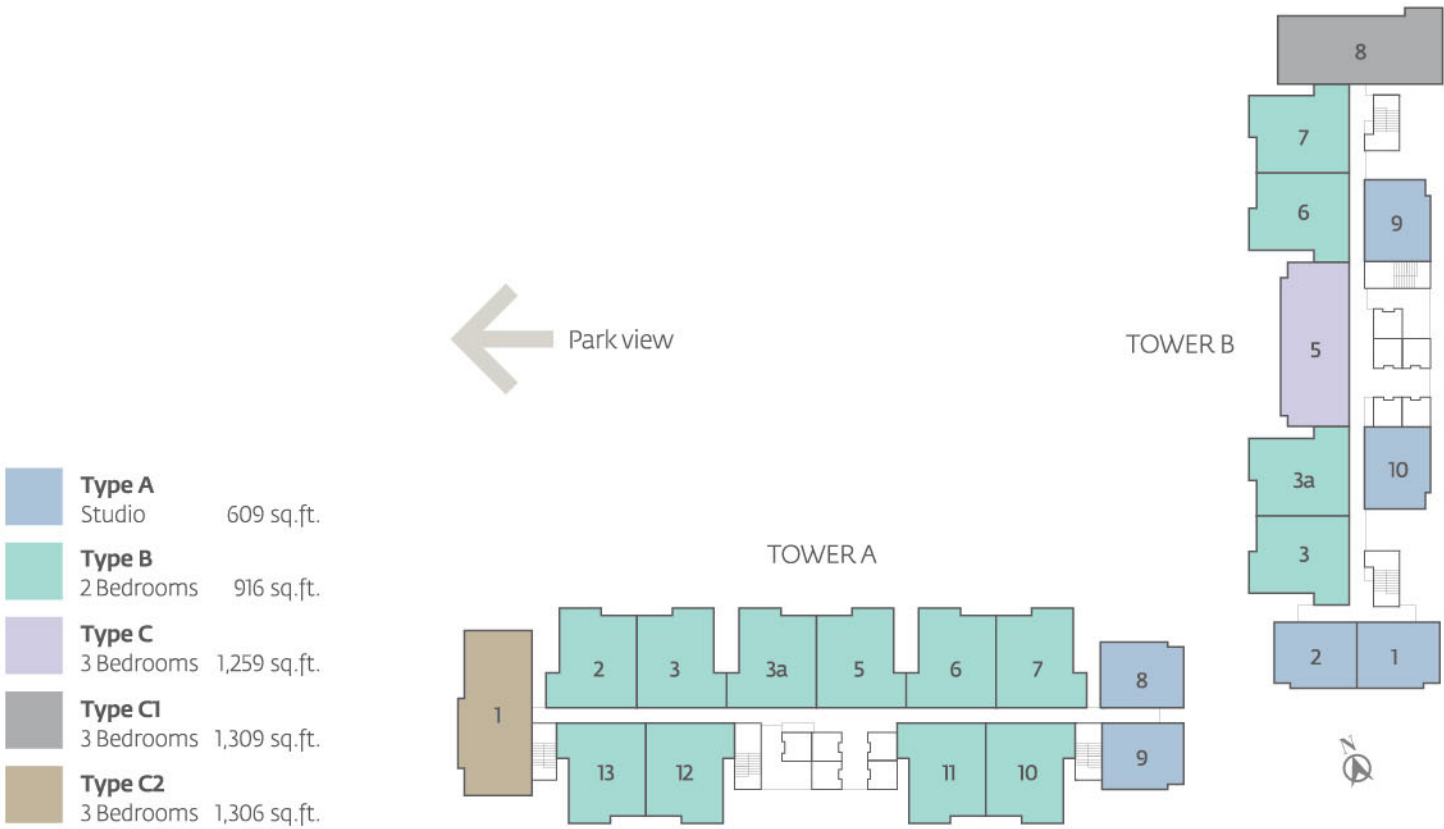 8
7
6
9
Park view
TOWER B
5
3a
10
3
2
1
Type A
Studio 609 sq.ft.
Type B
2 Bedrooms 916 sq.ft.
Type C
3 Bedrooms 1,259 sq.ft.
Type C1
3 Bedrooms 1,309 sq.ft.
Type C2
3 Bedrooms 1,306 sq.ft.
TOWER A
1
2
3
3a
5
6
7
8
13
12
11
10
9
N